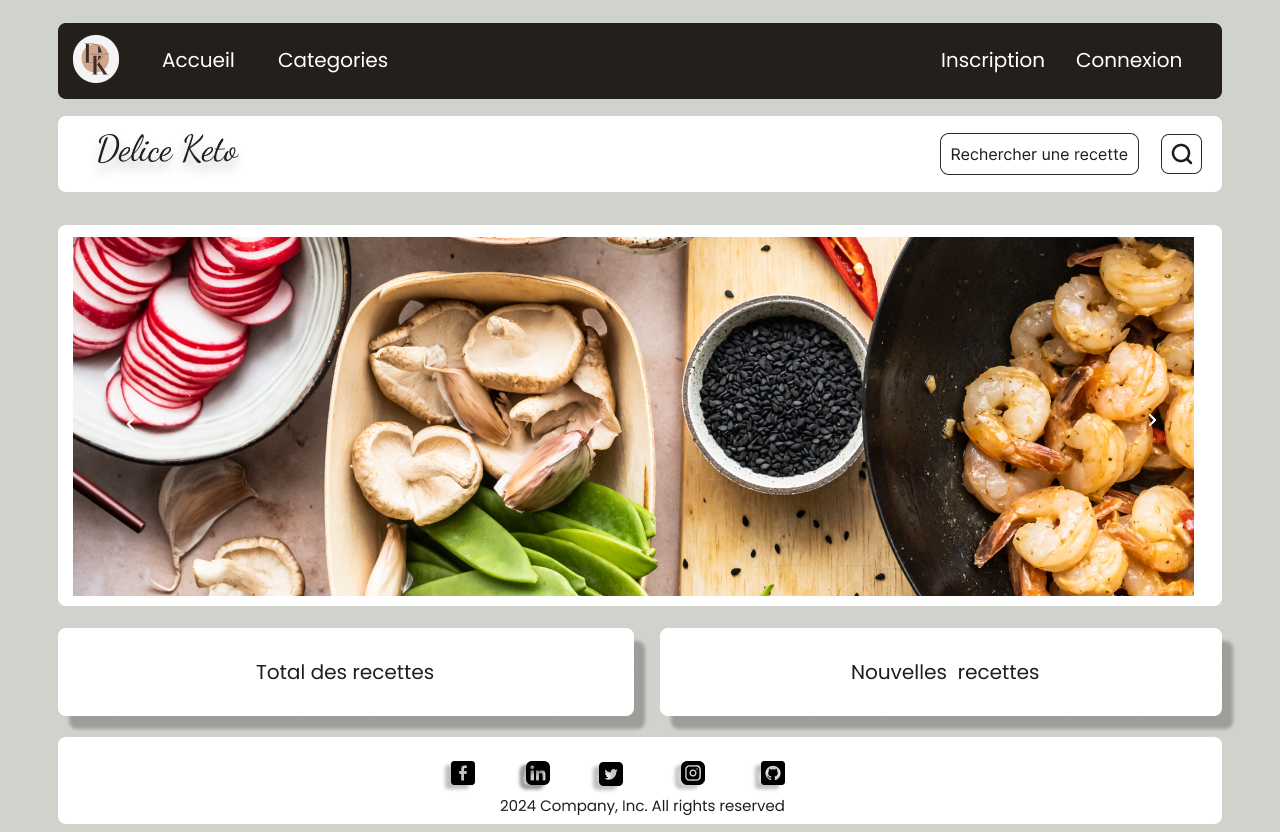 DK
Accueil Categories Inscription Connexion
Delice Keto
Rechercher une recette
Total des recettes
Nouvelles recettes
2024 Company, Inc. All rights reserved